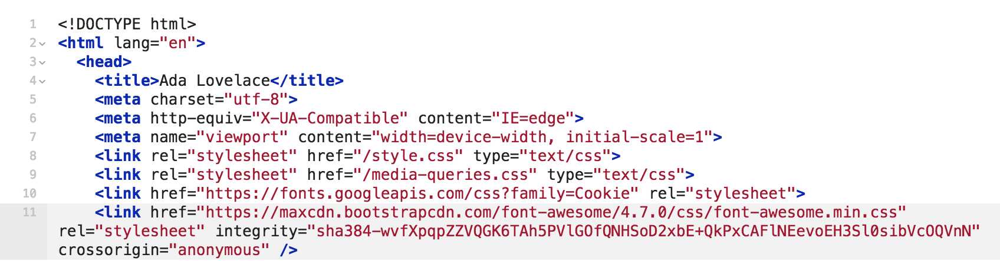 1 <!DOCTYPE html>
2 <html lang="en">
3 <head>
4 <title>Ada Lovelace</title>
5 <meta charset="utf-8">
6 <meta http-equiv="X-UA-Compatible" content="IE=edge">
7 <meta name="viewport" content="width=device-width, initial-scale=1">
8 <link rel="stylesheet" href="/style.css" type="text/css">
9 <link rel="stylesheet" href="/media-queries.css" type="text/css">
10 <link href="https://fonts.googleapis.com/css?family=Cookie" rel="stylesheet">
11 <link href="https://maxcdn.bootstrapcdn.com/font-awesome/4.7.0/css/font-awesome.min.css"
rel="stylesheet" integrity="sha384-wvfXpqpZZVQGK6TAh5PVlGOfQNHSoD2xbE+QkPxCAFlNEevoEH3Sl0sibVcOQVnN"
crossorigin="anonymous" />